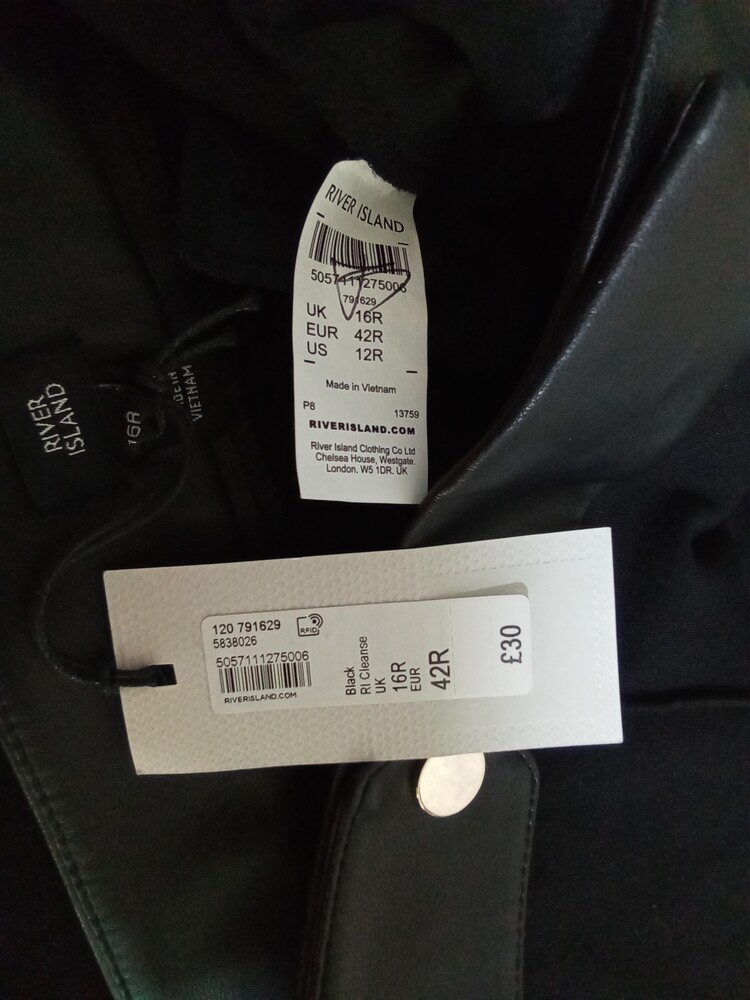 RIVER ISLAND
5057111275006
791629
UK 16R
EUR 42R
US 12R
Made in Vietnam
P8 13759
RIVERISLAND.COM
River Island Clothing Co Ltd
Chelsea House, Westgate.
London. W5 1DR. UK
RIVER
ISLAND
16R
VIETNAM
120 791629
5838026
RFID
5057111275006
RIVERISLAND.COM
Black
RI Cleanse
UK
16R
EUR
42R
£30